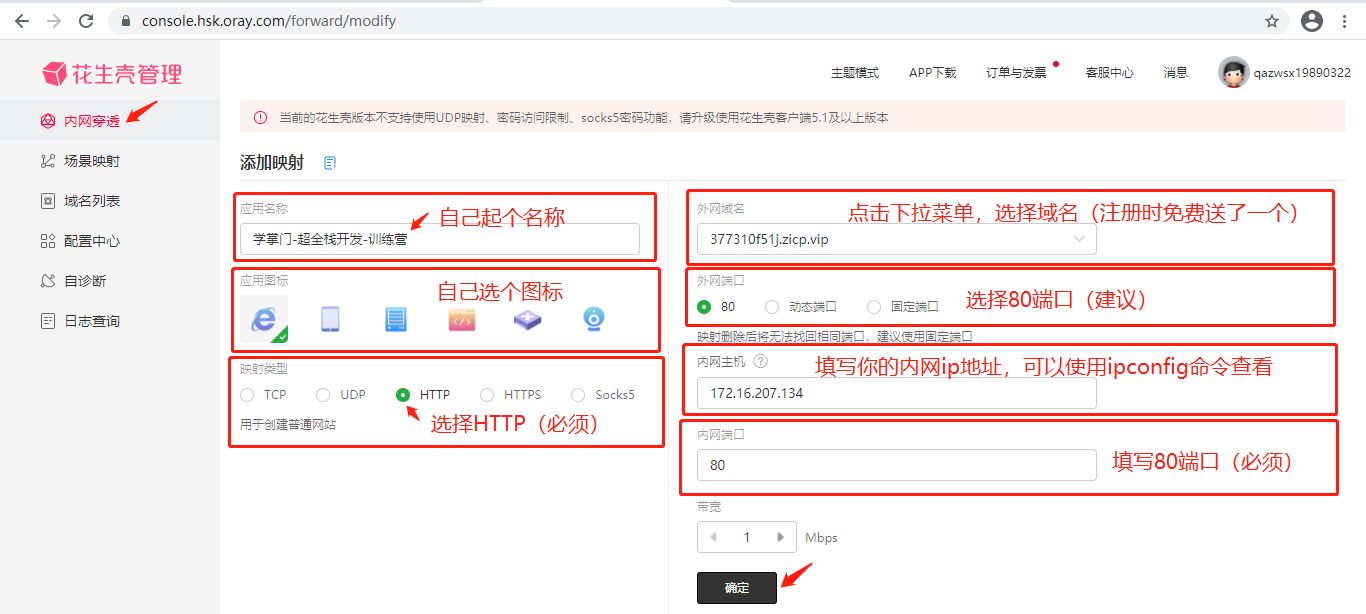 console.hsk.oray.com/forward/modify
花生壳管理
主题模式 APP下载 订单与发票 客服中心 消息 qazwsx19890322
内网穿透
场景映射
域名列表
配置中心
自诊断
日志查询
当前的花生壳版本不支持使用UDP映射、密码访问限制、socks5密码功能，请升级使用花生壳客户端5.1及以上版本
添加映射
应用名称
自己起个名称
学掌门-超全栈开发-训练营
应用图标
自己选个图标
映射类型
TCP UDP HTTP HTTPS Socks5
用于创建普通网站
选择HTTP（必须）
外网域名
点击下拉菜单，选择域名（注册时免费送了一个）
377310f51j.zicp.vip
外网端口
80 动态端口 固定端口
选择80端口（建议）
映射删除后将无法找回相同端口，建议使用固定端口
内网主机
填写你的内网ip地址，可以使用ipconfig命令查看
172.16.207.134
内网端口
80
填写80端口（必须）
带宽
1 Mbps
确定